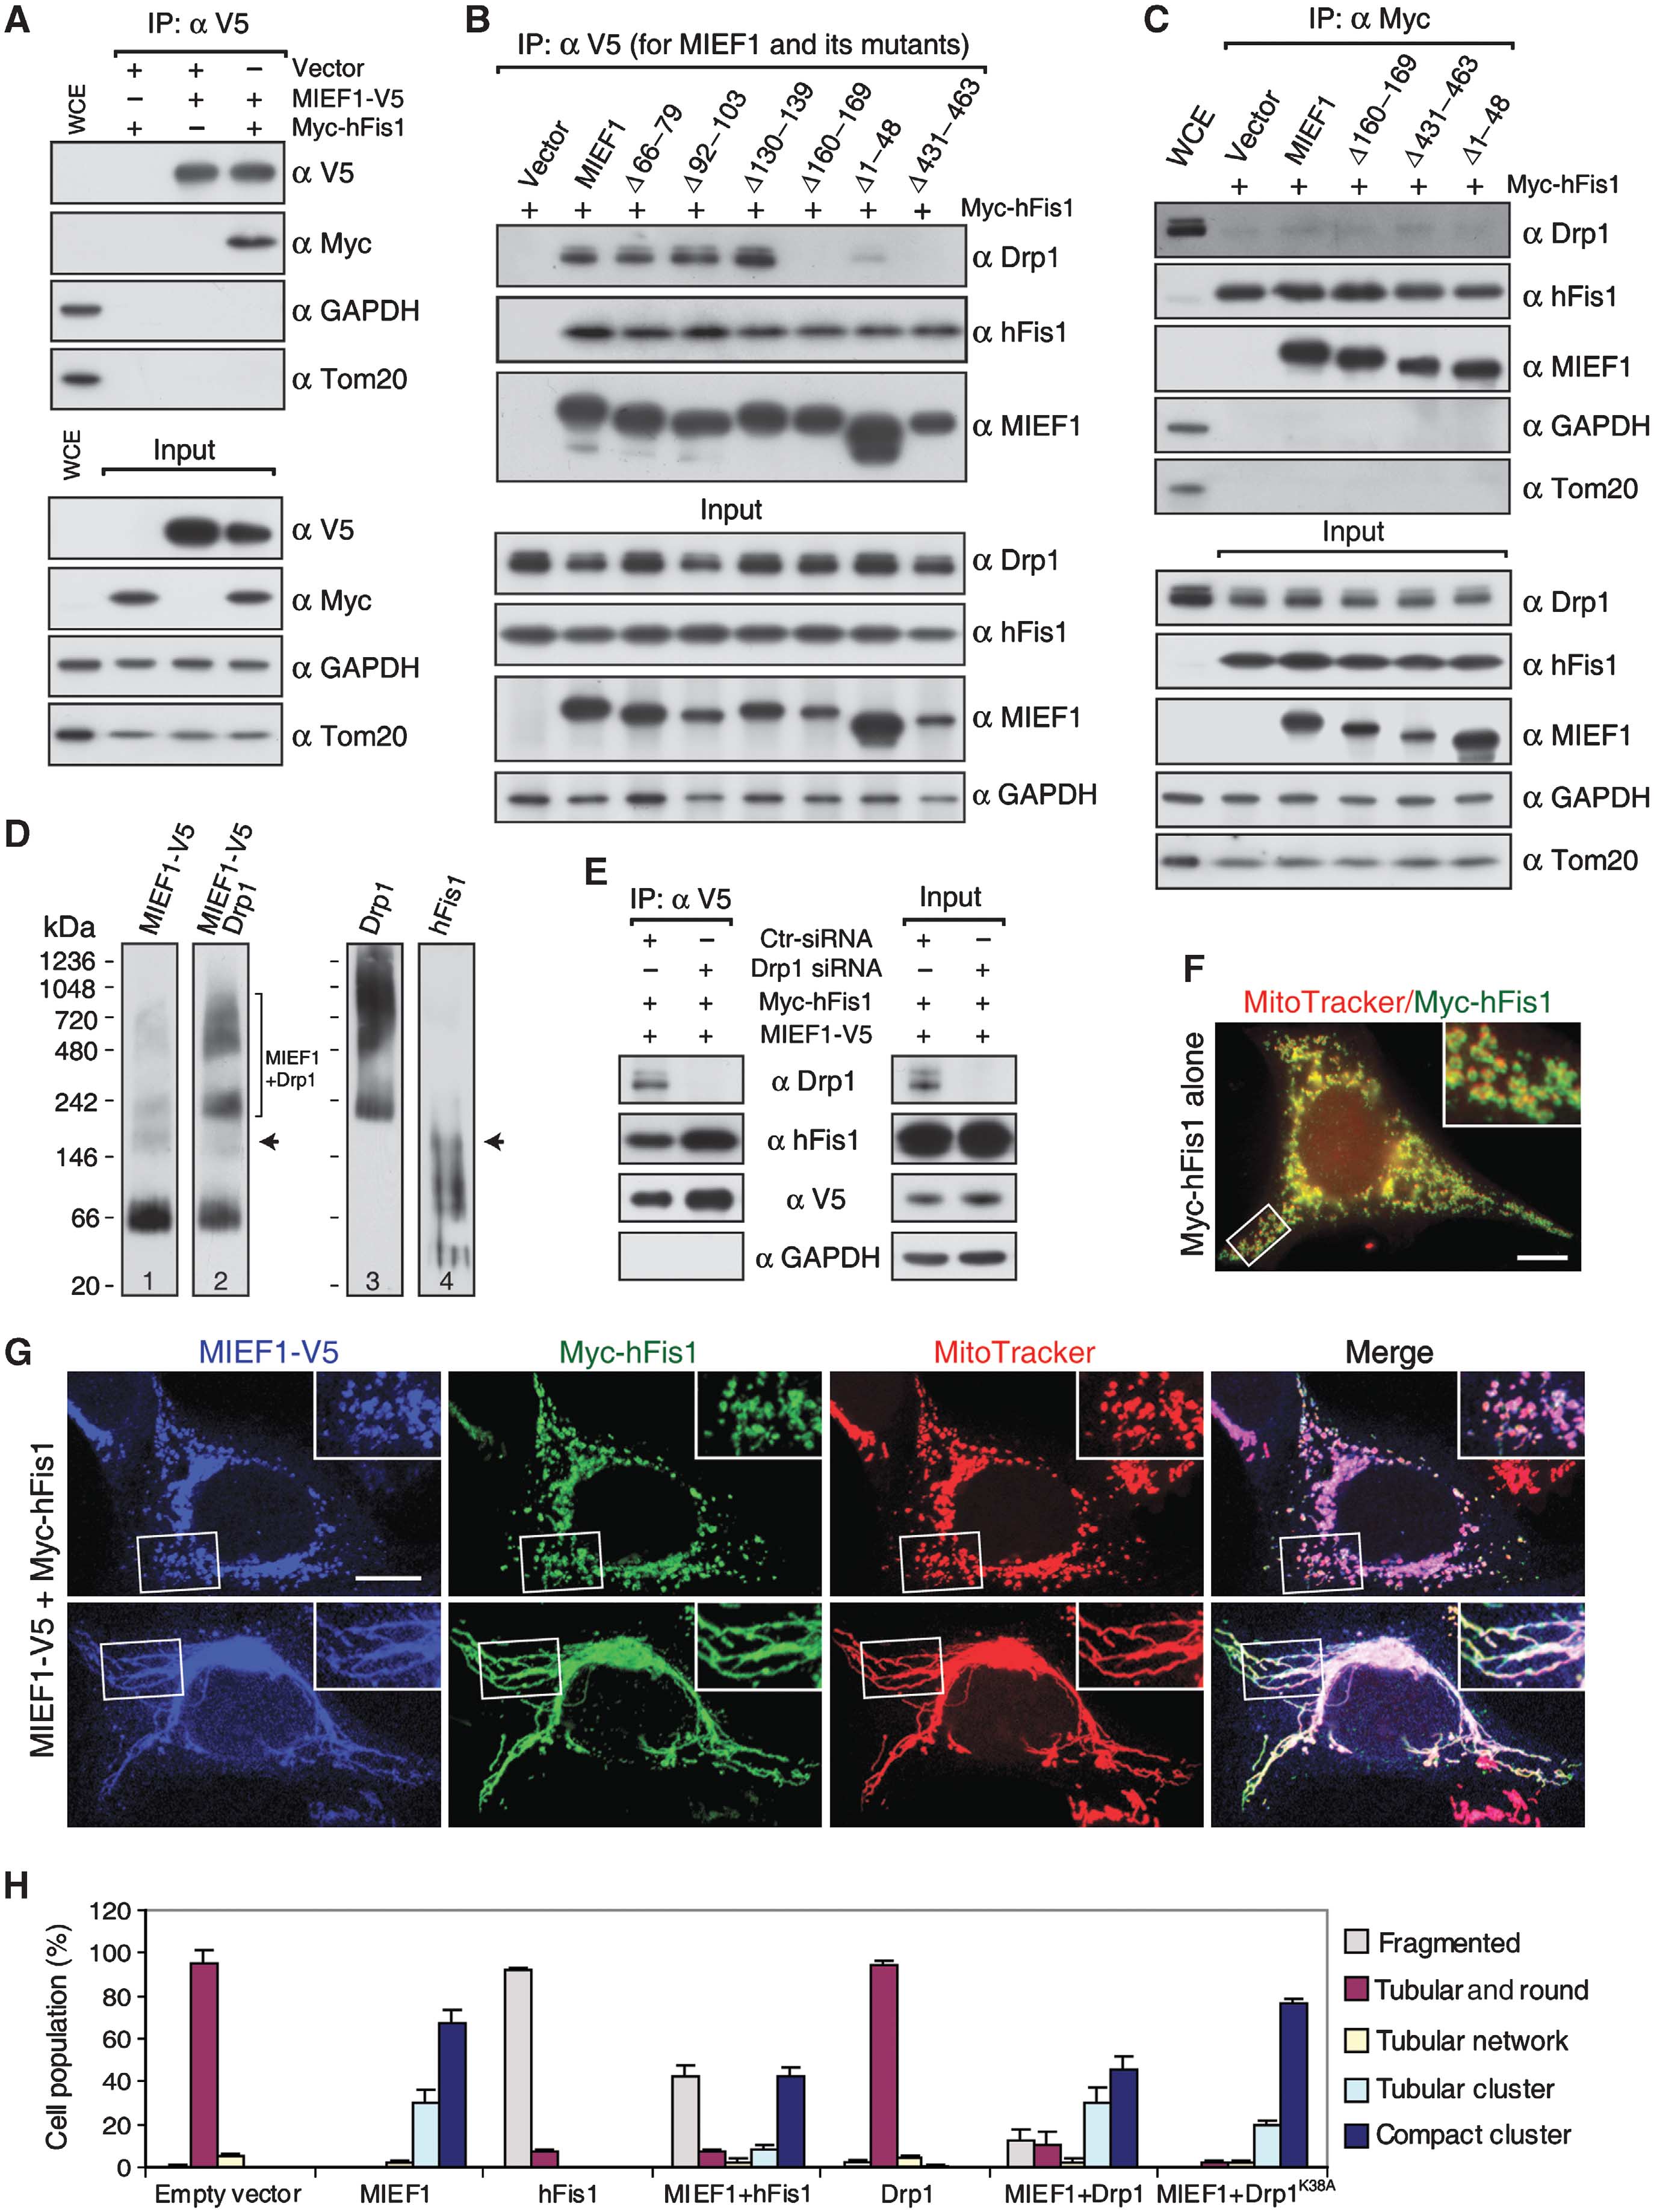 A
IP: α V5
+ + – Vector
– + + MIEF1-V5
+ – + Myc-hFis1
WCE
α V5
α Myc
α GAPDH
α Tom20
WCE
Input
α V5
α Myc
α GAPDH
α Tom20
B
IP: α V5 (for MIEF1 and its mutants)
Vector
MIEF1
Δ66–79
Δ92–103
Δ130–139
Δ160–169
Δ1–48
Δ431–463
+ + + + + + + + Myc-hFis1
α Drp1
α hFis1
α MIEF1
Input
α Drp1
α hFis1
α MIEF1
α GAPDH
C
IP: α Myc
WCE
Vector
MIEF1
Δ160–169
Δ431–463
Δ1–48
+ + + + + Myc-hFis1
α Drp1
α hFis1
α MIEF1
α GAPDH
α Tom20
Input
α Drp1
α hFis1
α MIEF1
α GAPDH
α Tom20
D
MIEF1-V5
MIEF1-V5
Drp1
Drp1
hFis1
kDa
1236
1048
720
480
242
146
66
20
MIEF1
+Drp1
1 2 3 4
E
IP: α V5
Input
+ – Ctr-siRNA + –
– + Drp1 siRNA – +
+ + Myc-hFis1 + +
+ + MIEF1-V5 + +
α Drp1
α hFis1
α V5
α GAPDH
F
MitoTracker/Myc-hFis1
Myc-hFis1 alone
G
MIEF1-V5
Myc-hFis1
MitoTracker
Merge
MIEF1-V5 + Myc-hFis1
H
Cell population (%)
120
100
80
60
40
20
0
Empty vector
MIEF1
hFis1
MIEF1+hFis1
Drp1
MIEF1+Drp1
MIEF1+Drp1K38A
Fragmented
Tubular and round
Tubular network
Tubular cluster
Compact cluster